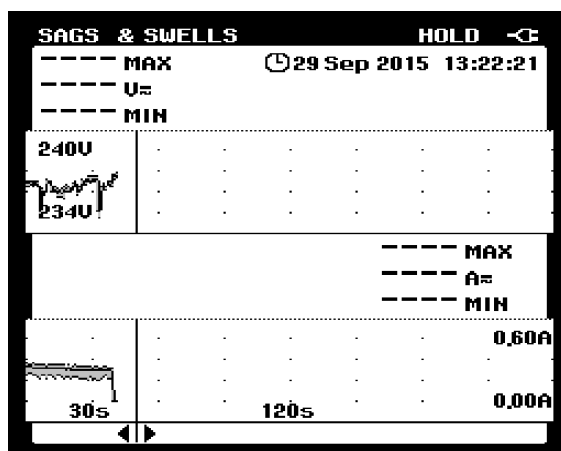 SAGS & SWELLS HOLD
---- MAX 29 Sep 2015 13:22:21
---- V≂
---- MIN
240V
234V
---- MAX
---- A≂
---- MIN
0,60A
30s 120s 0,00A